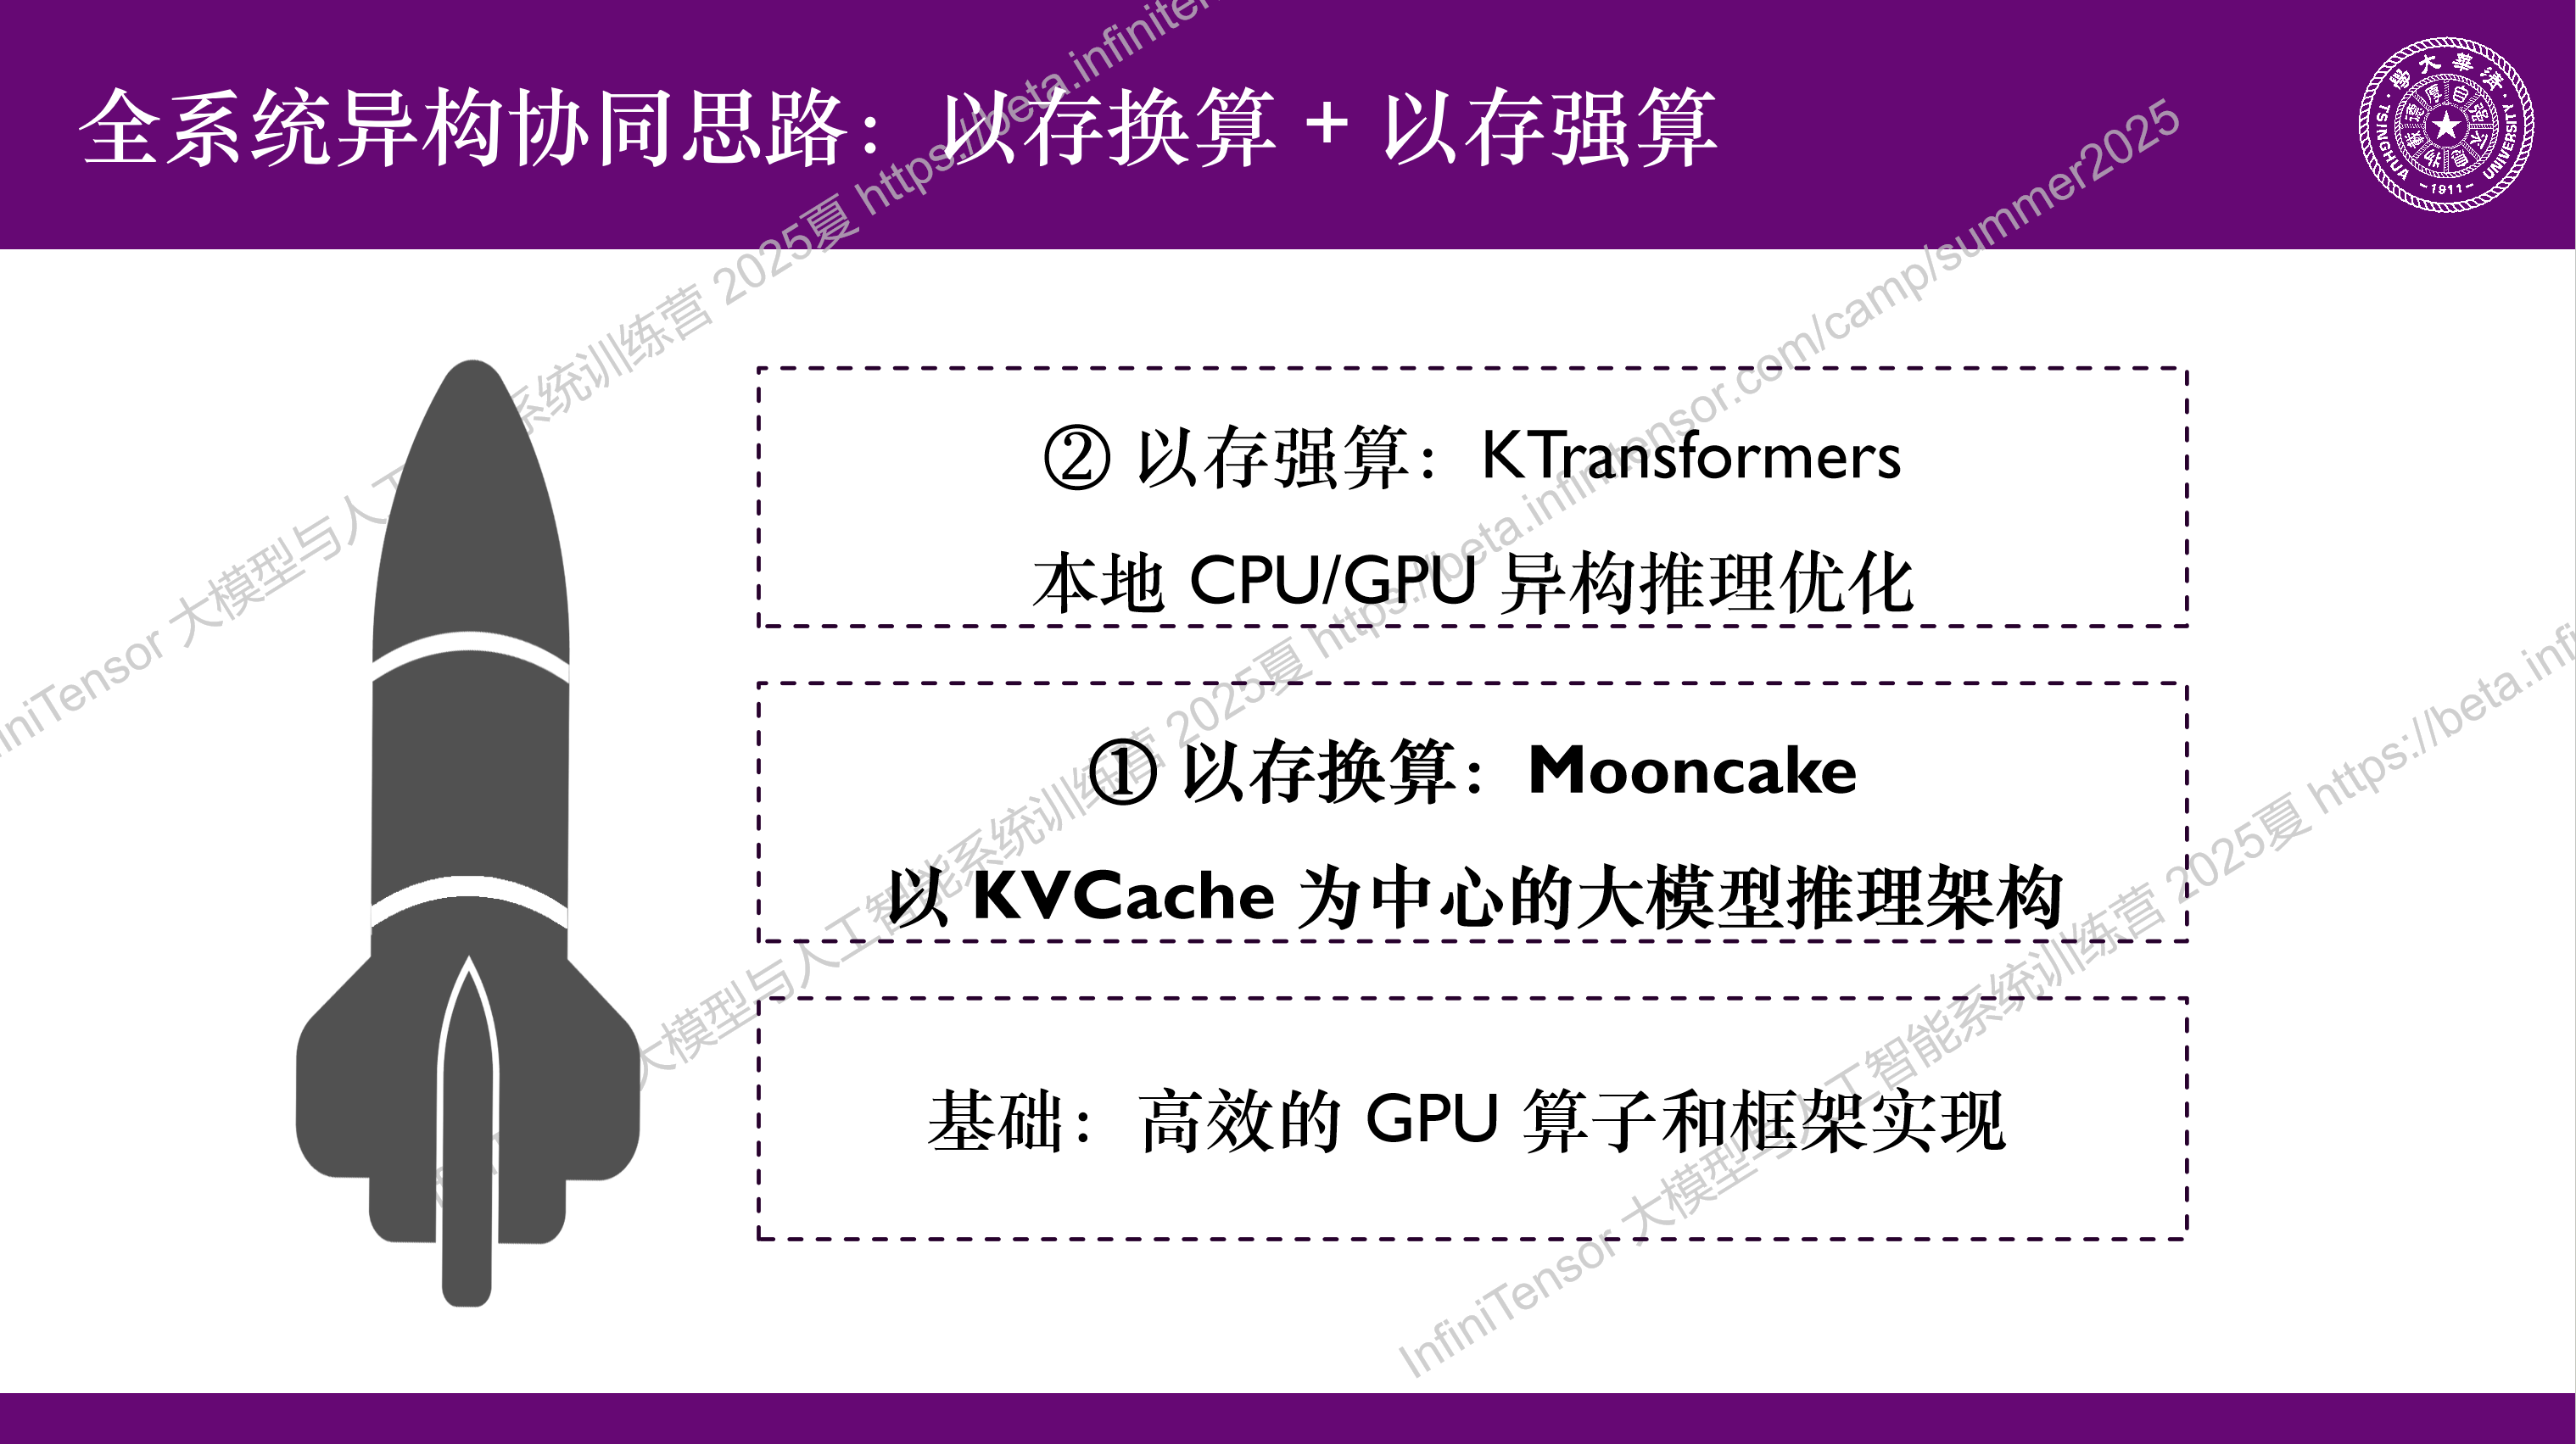 全系统异构协同思路：以存换算 + 以存强算
② 以存强算：KTransformers
本地 CPU/GPU 异构推理优化
① 以存换算：Mooncake
以 KVCache 为中心的大模型推理架构
基础：高效的 GPU 算子和框架实现
InfiniTensor 大模型与人工智能系统训练营 2025夏 https://beta.infinitensor.com/camp/summer2025
TSINGHUA UNIVERSITY
-1911-